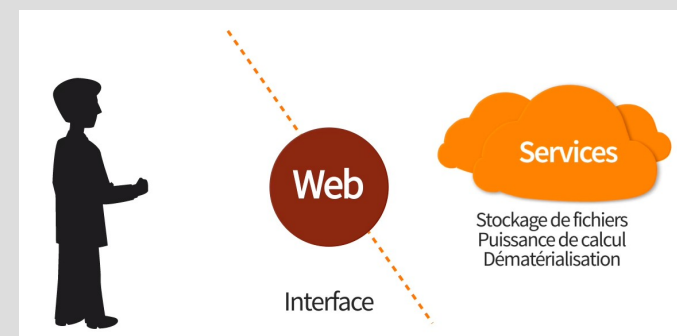 Web
Interface
Services
Stockage de fichiers
Puissance de calcul
Dématérialisation